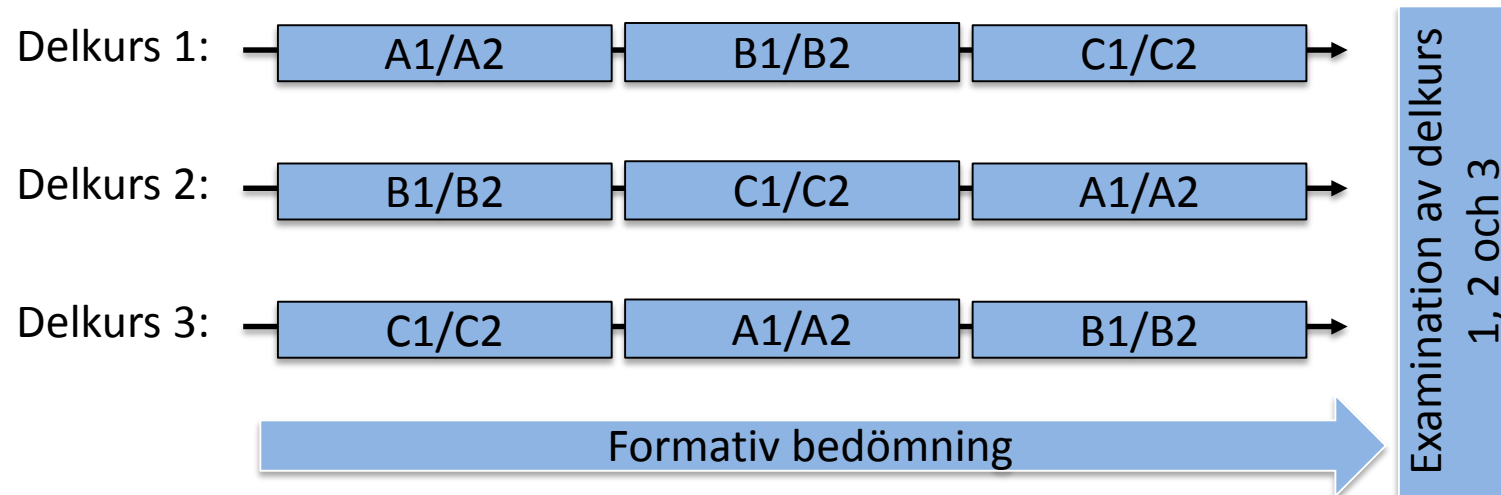 Delkurs 1: A1/A2 B1/B2 C1/C2
Delkurs 2: B1/B2 C1/C2 A1/A2
Delkurs 3: C1/C2 A1/A2 B1/B2
Formativ bedömning
Examination av delkurs
1, 2 och 3